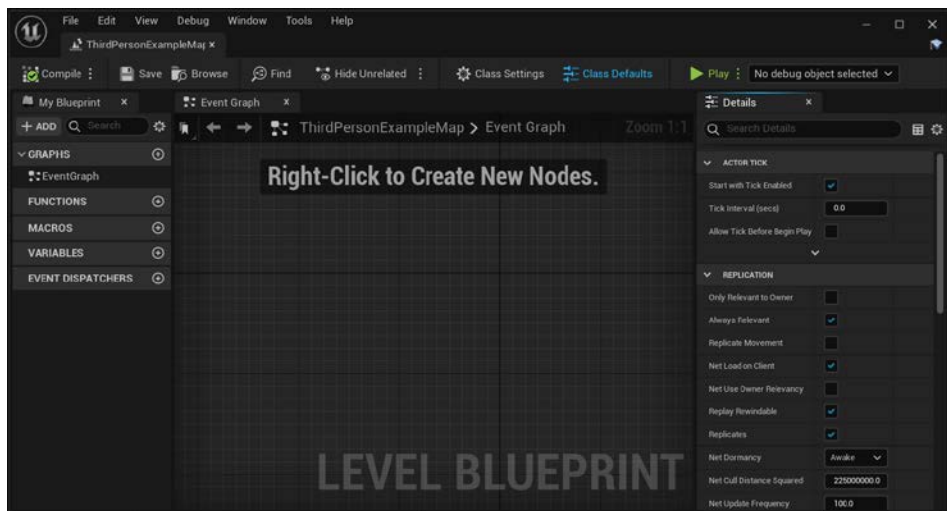 File Edit View Debug Window Tools Help
ThirdPersonExampleMap
Compile Save Browse Find Hide Unrelated Class Settings Class Defaults Play No debug object selected
My Blueprint
+ ADD Search
GRAPHS
EventGraph
FUNCTIONS
MACROS
VARIABLES
EVENT DISPATCHERS
Event Graph
ThirdPersonExampleMap > Event Graph Zoom 1:1
Right-Click to Create New Nodes.
LEVEL BLUEPRINT
Details
Search Details
ACTOR TICK
Start with Tick Enabled
Tick Interval (secs) 0.0
Allow Tick Before Begin Play
REPLICATION
Only Relevant to Owner
Always Relevant
Replicate Movement
Net Load on Client
Net Use Owner Relevancy
Replay Rewindable
Replicates
Net Dormancy Awake
Net Cull Distance Squared 225000000.0
Net Update Frequency 100.0